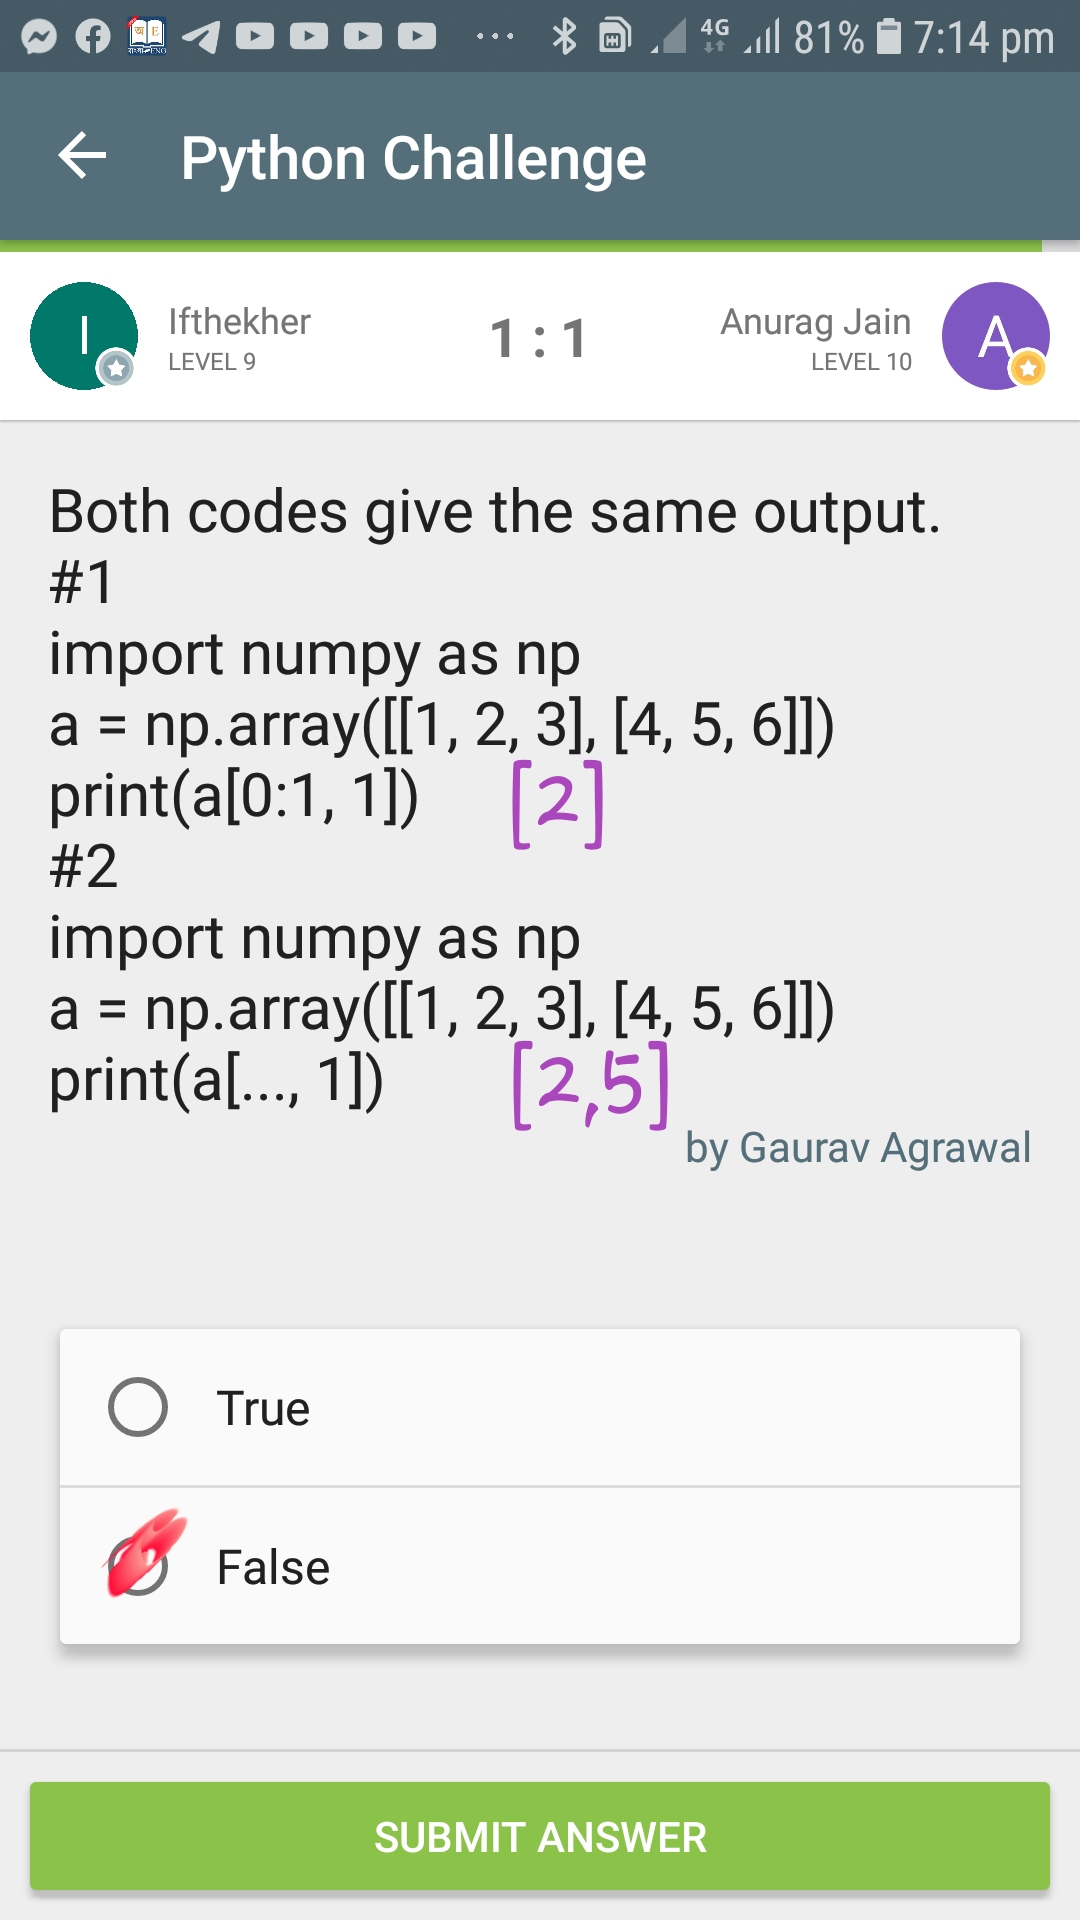 4G 81% 7:14 pm
Python Challenge
I Ifthekher 1 : 1 Anurag Jain A
LEVEL 9 LEVEL 10
Both codes give the same output.
#1
import numpy as np
a = np.array([[1, 2, 3], [4, 5, 6]])
print(a[0:1, 1]) [2]
#2
import numpy as np
a = np.array([[1, 2, 3], [4, 5, 6]])
print(a[..., 1]) [2,5]
by Gaurav Agrawal
True
False
SUBMIT ANSWER